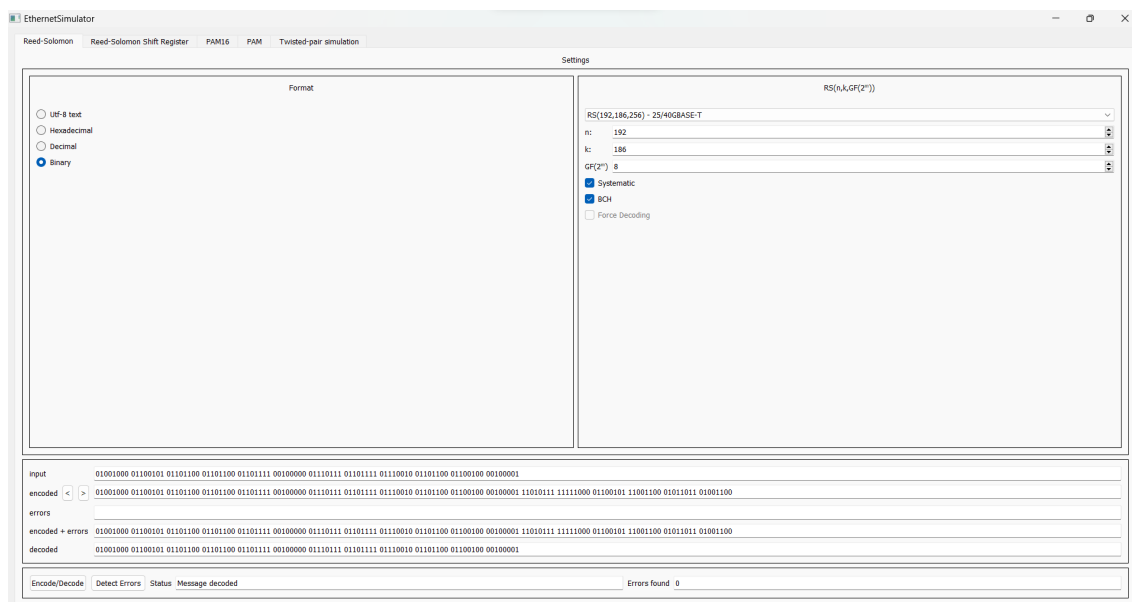 EthernetSimulator
Reed-Solomon Reed-Solomon Shift Register PAM16 PAM Twisted-pair simulation
Settings
Format
Utf-8 text
Hexadecimal
Decimal
Binary
RS(n,k,GF(2ᵐ))
RS(192,186,256) - 25/40GBASE-T
n: 192
k: 186
GF(2ᵐ) 8
Systematic
BCH
Force Decoding
input 01001000 01100101 01101100 01101100 01101111 00100000 01110111 01101111 01110010 01101100 01100100 00100001
encoded < > 01001000 01100101 01101100 01101100 01101111 00100000 01110111 01101111 01110010 01101100 01100100 00100001 11010111 11111000 01100101 11001100 01011011 01001100
errors
encoded + errors 01001000 01100101 01101100 01101100 01101111 00100000 01110111 01101111 01110010 01101100 01100100 00100001 11010111 11111000 01100101 11001100 01011011 01001100
decoded 01001000 01100101 01101100 01101100 01101111 00100000 01110111 01101111 01110010 01101100 01100100 00100001
Encode/Decode Detect Errors Status Message decoded Errors found 0